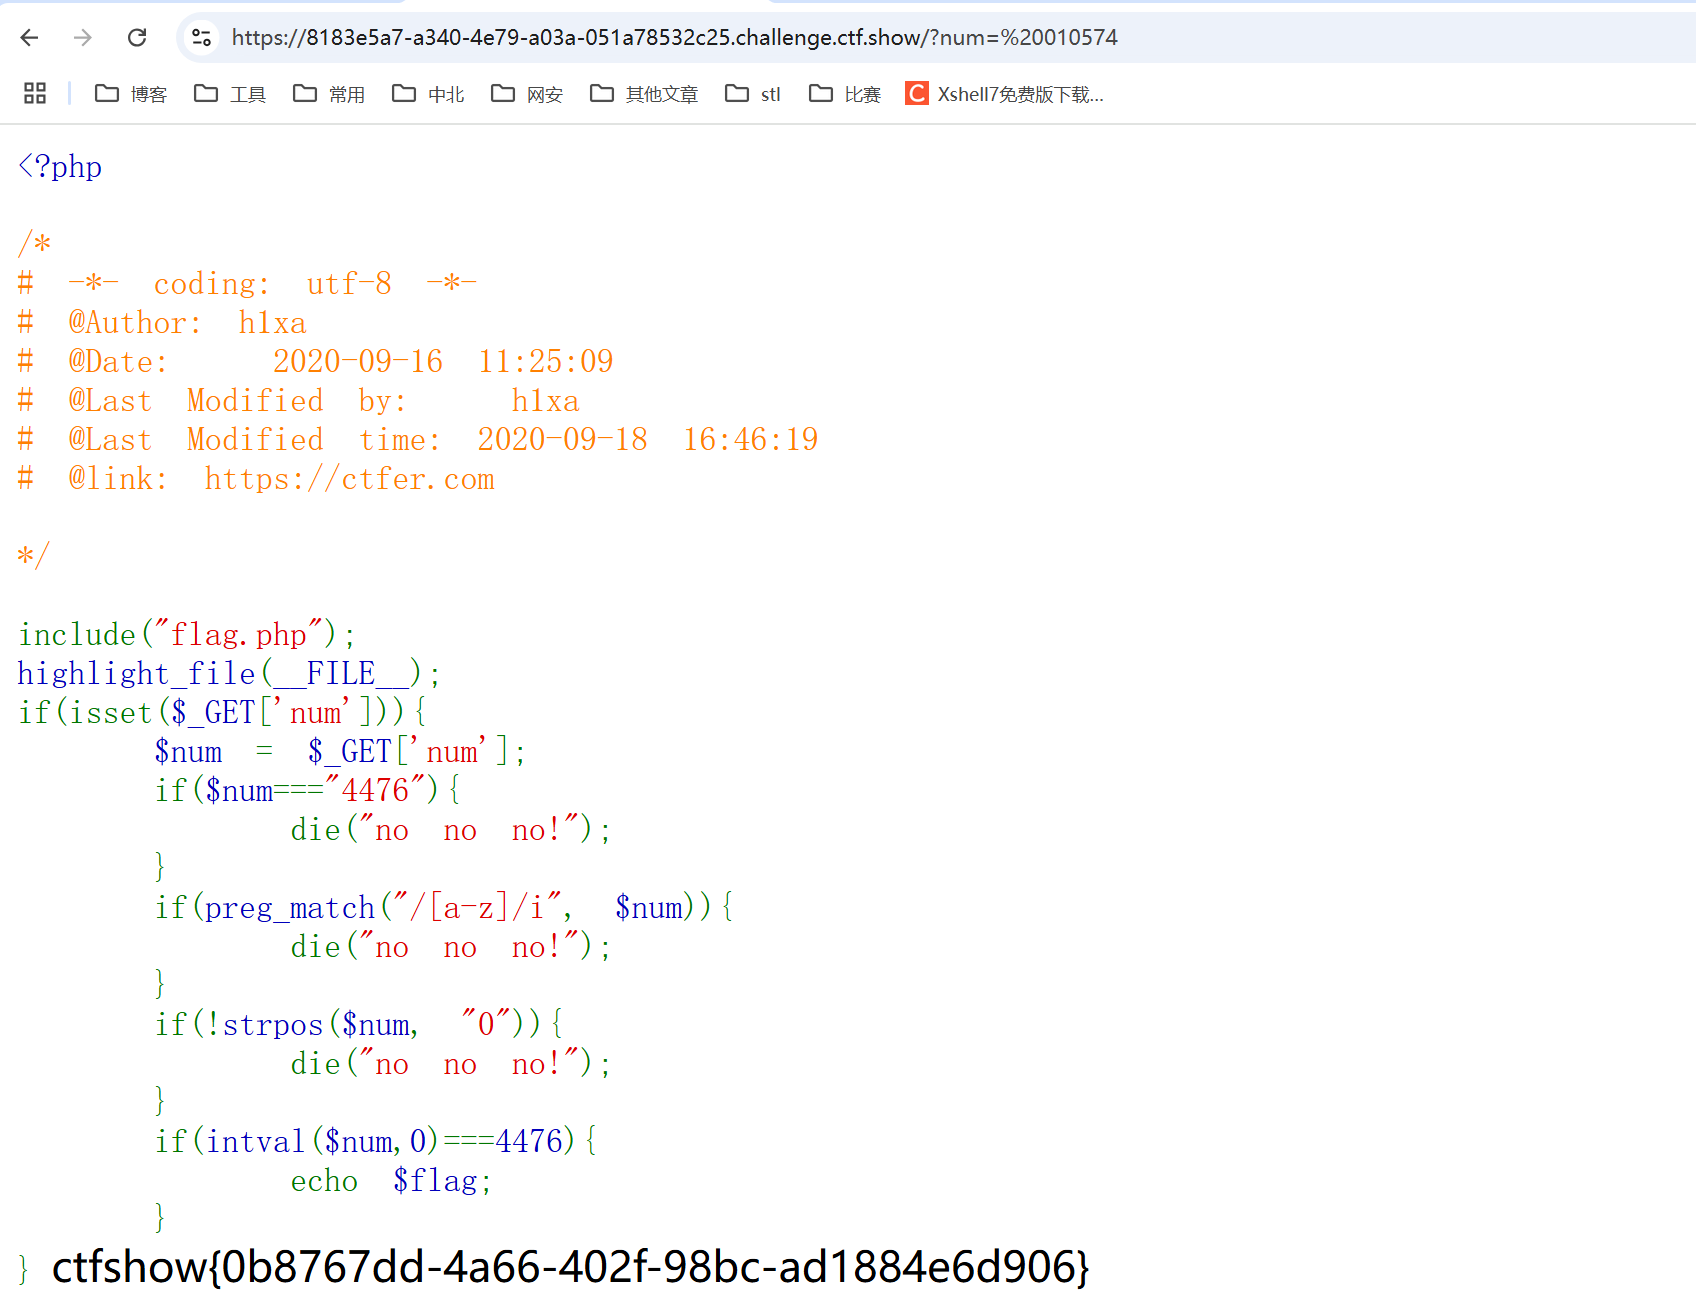 https://8183e5a7-a340-4e79-a03a-051a78532c25.challenge.ctf.show/?num=%20010574
博客 工具 常用 中北 网安 其他文章 stl 比赛 C Xshell7免费版下载...
<?php
/*
# -*- coding: utf-8 -*-
# @Author: h1xa
# @Date:   2020-09-16 11:25:09
# @Last Modified by:   h1xa
# @Last Modified time: 2020-09-18 16:46:19
# @link: https://ctfer.com
*/
include("flag.php");
highlight_file(__FILE__);
if(isset($_GET['num'])){
    $num = $_GET['num'];
    if($num==="4476"){
        die("no no no!");
    }
    if(preg_match("/[a-z]/i", $num)){
        die("no no no!");
    }
    if(!strpos($num, "0")){
        die("no no no!");
    }
    if(intval($num,0)===4476){
        echo $flag;
    }
} ctfshow{0b8767dd-4a66-402f-98bc-ad1884e6d906}